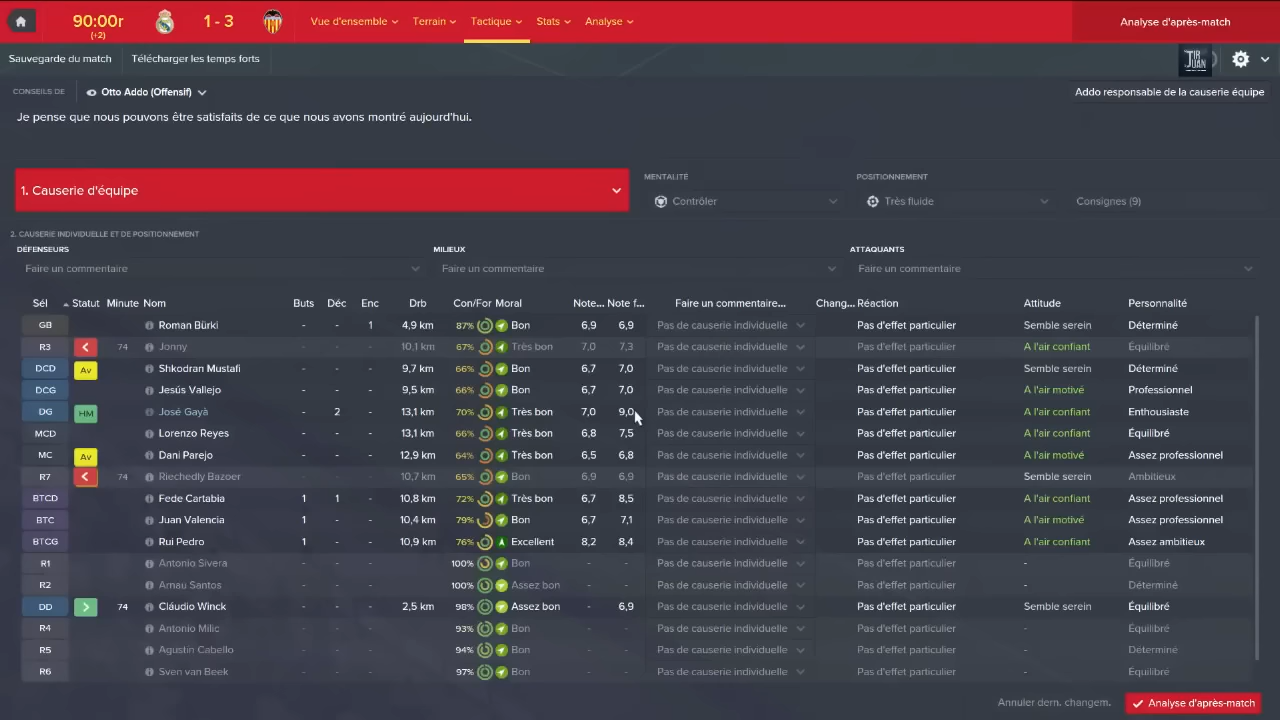 90:00r
(+2)
1 - 3
Vue d'ensemble
Terrain
Tactique
Stats
Analyse
Analyse d'après-match
Sauvegarde du match
Télécharger les temps forts
TIR JUAN
CONSEILS DE
Otto Addo (Offensif)
Addo responsable de la causerie équipe
Je pense que nous pouvons être satisfaits de ce que nous avons montré aujourd'hui.
1. Causerie d'équipe
MENTALITÉ
POSITIONNEMENT
Contrôler
Très fluide
Consignes (9)
2. CAUSERIE INDIVIDUELLE ET DE POSITIONNEMENT
DÉFENSEURS MILIEUX ATTAQUANTS
Faire un commentaire Faire un commentaire Faire un commentaire
Sél Statut Minute Nom Buts Déc Enc Drb Con/For Moral Note... Note f... Faire un commentaire... Chang... Réaction Attitude Personnalité
GB Roman Bürki - - 1 4,9 km 87% Bon 6,9 6,9 Pas de causerie individuelle Pas d'effet particulier Semble serein Déterminé
R3 74 Jonny - - - 10,1 km 67% Très bon 7,0 7,3 Pas de causerie individuelle Pas d'effet particulier A l'air confiant Équilibré
DCD Av Shkodran Mustafi - - - 9,7 km 66% Bon 6,7 7,0 Pas de causerie individuelle Pas d'effet particulier Semble serein Déterminé
DCG Jesús Vallejo - - - 9,5 km 66% Bon 6,7 7,0 Pas de causerie individuelle Pas d'effet particulier A l'air motivé Professionnel
DG HM José Gayà - 2 - 13,1 km 70% Très bon 7,0 9,0 Pas de causerie individuelle Pas d'effet particulier A l'air confiant Enthousiaste
MCD Lorenzo Reyes - - - 13,1 km 66% Très bon 6,8 7,5 Pas de causerie individuelle Pas d'effet particulier A l'air confiant Équilibré
MC Av Dani Parejo - - - 12,9 km 64% Très bon 6,5 6,8 Pas de causerie individuelle Pas d'effet particulier A l'air motivé Assez professionnel
R7 74 Riechedly Bazoer - - - 10,7 km 65% Bon 6,9 6,9 Pas de causerie individuelle Pas d'effet particulier Semble serein Ambitieux
BTCD Fede Cartabia 1 1 - 10,8 km 72% Très bon 6,7 8,5 Pas de causerie individuelle Pas d'effet particulier A l'air confiant Assez professionnel
BTC Juan Valencia 1 - - 10,4 km 79% Bon 6,7 7,1 Pas de causerie individuelle Pas d'effet particulier A l'air motivé Assez professionnel
BTCG Rui Pedro 1 - - 10,9 km 76% Excellent 8,2 8,4 Pas de causerie individuelle Pas d'effet particulier A l'air confiant Assez ambitieux
R1 Antonio Sivera - - - 100% Bon - - Pas de causerie individuelle Pas d'effet particulier - Équilibré
R2 Arnau Santos - - - 100% Assez bon - - Pas de causerie individuelle Pas d'effet particulier - Déterminé
DD 74 Cláudio Winck - - - 2,5 km 98% Assez bon - 6,9 Pas de causerie individuelle Pas d'effet particulier Semble serein Équilibré
R4 Antonio Milic - - - 93% Bon - - Pas de causerie individuelle Pas d'effet particulier - Équilibré
R5 Agustín Cabello - - - 94% Bon - - Pas de causerie individuelle Pas d'effet particulier - Déterminé
R6 Sven van Beek - - - 97% Bon - - Pas de causerie individuelle Pas d'effet particulier - Équilibré
Annuler dern. changem.
Analyse d'après-match